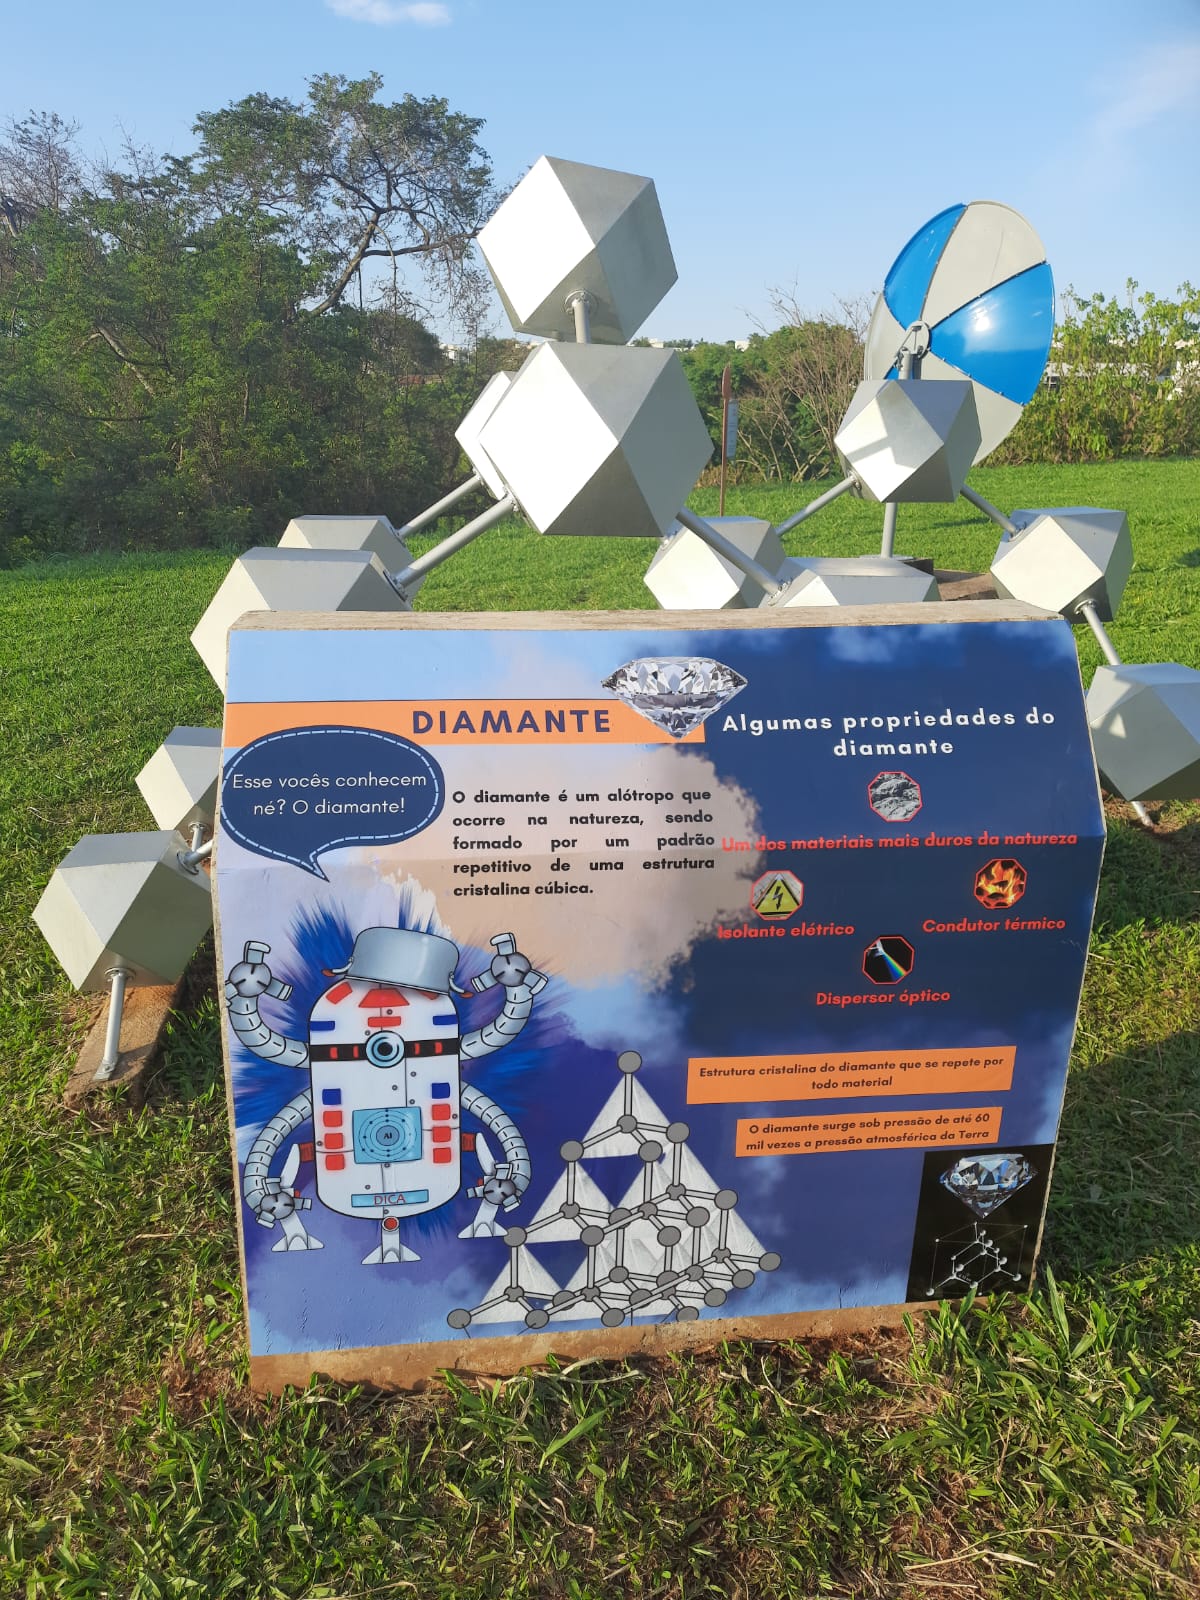 DIAMANTE
Esse vocês conhecem
né? O diamante!
O diamante é um alótropo que
ocorre na natureza, sendo
formado por um padrão
repetitivo de uma estrutura
cristalina cúbica.
Algumas propriedades do
diamante
Um dos materiais mais duros da natureza
Isolante elétrico
Condutor térmico
Dispersor óptico
Estrutura cristalina do diamante que se repete por
todo material
O diamante surge sob pressão de até 60
mil vezes a pressão atmosférica da Terra
Al
DICA